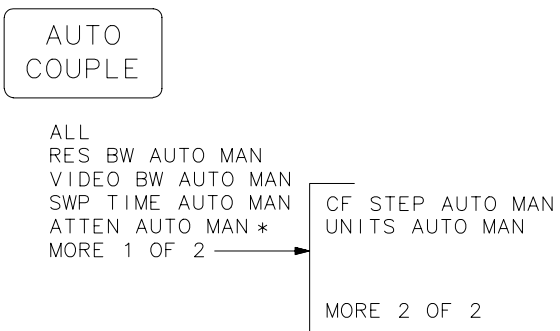 AUTO
COUPLE
ALL
RES BW AUTO MAN
VIDEO BW AUTO MAN
SWP TIME AUTO MAN
ATTEN AUTO MAN *
MORE 1 OF 2
CF STEP AUTO MAN
UNITS AUTO MAN
MORE 2 OF 2